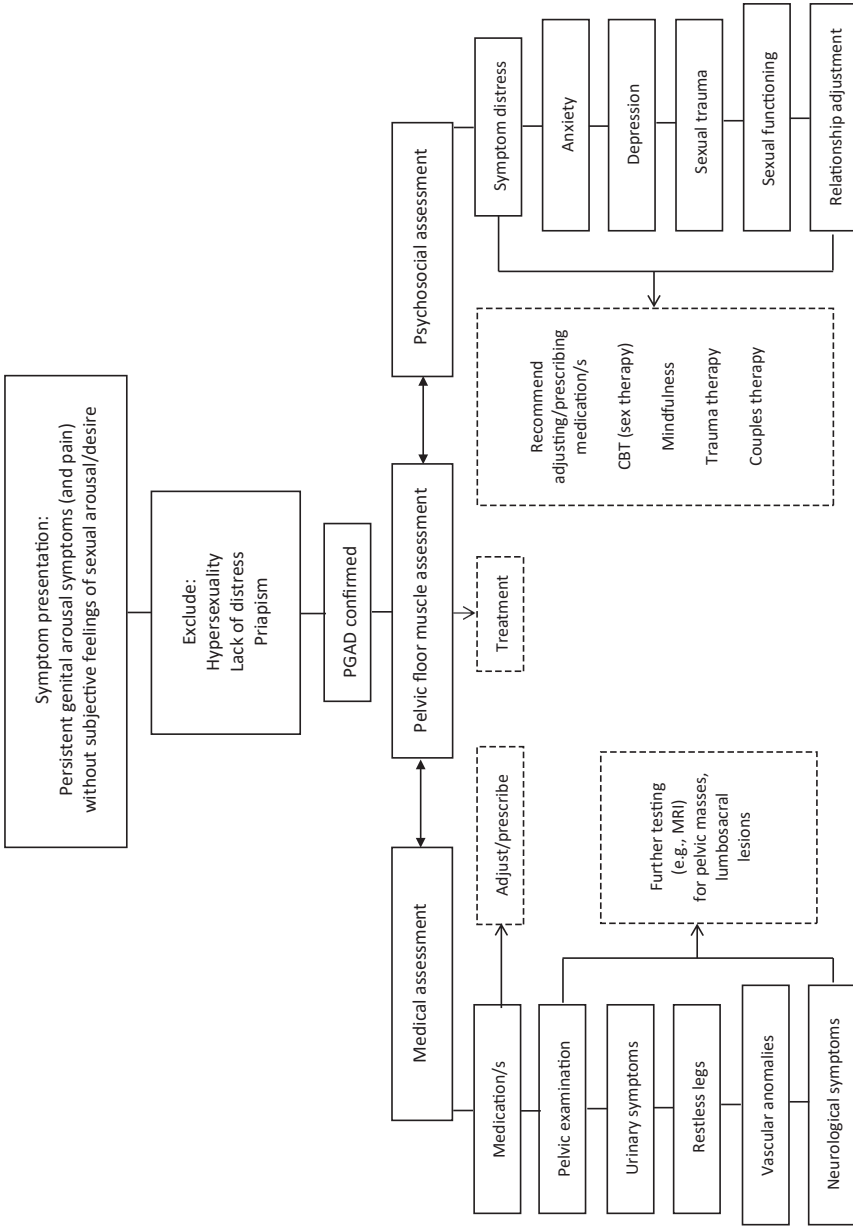 Symptom presentation:
Persistent genital arousal symptoms (and pain)
without subjective feelings of sexual arousal/desire
Exclude:
Hypersexuality
Lack of distress
Priapism
PGAD confirmed
Medical assessment
Pelvic floor muscle assessment
Psychosocial assessment
Medication/s
Adjust/prescribe
Pelvic examination
Urinary symptoms
Restless legs
Vascular anomalies
Neurological symptoms
Further testing
(e.g., MRI)
for pelvic masses,
lumbosacral
lesions
Treatment
Recommend
adjusting/prescribing
medication/s
CBT (sex therapy)
Mindfulness
Trauma therapy
Couples therapy
Symptom distress
Anxiety
Depression
Sexual trauma
Sexual functioning
Relationship adjustment